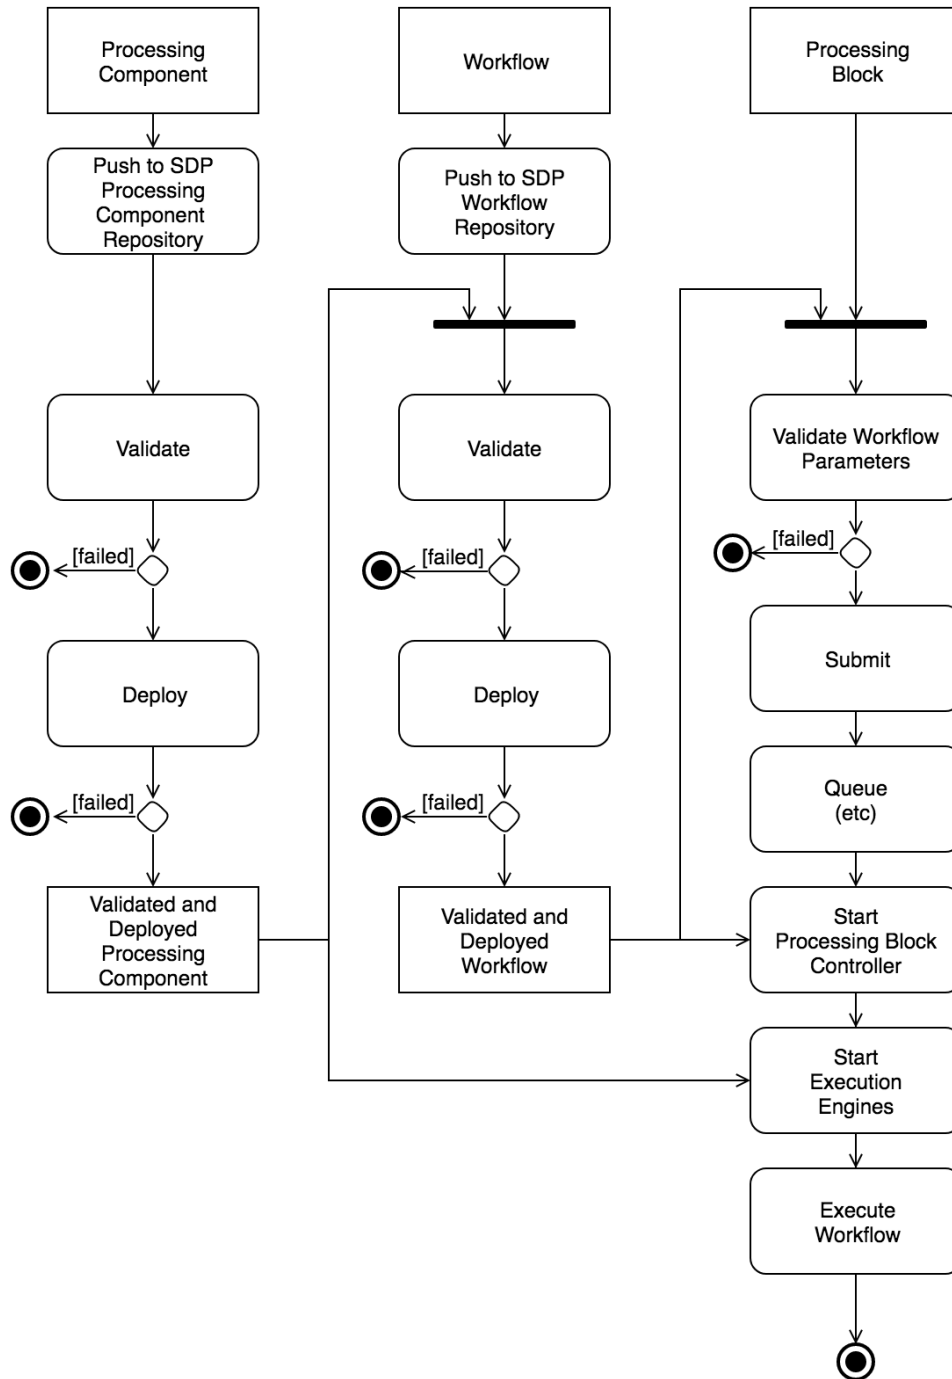 Processing
Component
Workflow
Processing
Block
Push to SDP
Processing
Component
Repository
Push to SDP
Workflow
Repository
Validate
Validate
Validate Workflow
Parameters
[failed]
[failed]
[failed]
Deploy
Deploy
Submit
[failed]
[failed]
Queue
(etc)
Validated and
Deployed
Processing
Component
Validated and
Deployed
Workflow
Start
Processing Block
Controller
Start
Execution
Engines
Execute
Workflow